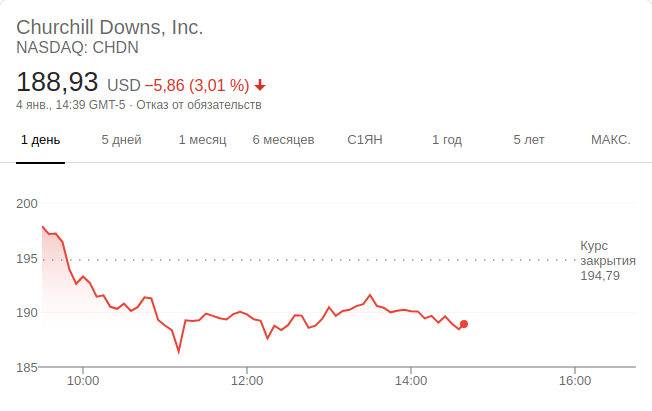 Churchill Downs, Inc.
NASDAQ: CHDN
188,93 USD −5,86 (3,01 %)
4 янв., 14:39 GMT-5 · Отказ от обязательств
1 день 5 дней 1 месяц 6 месяцев С1ЯН 1 год 5 лет МАКС.
200
195
190
185
Курс
закрытия
194,79
10:00 12:00 14:00 16:00